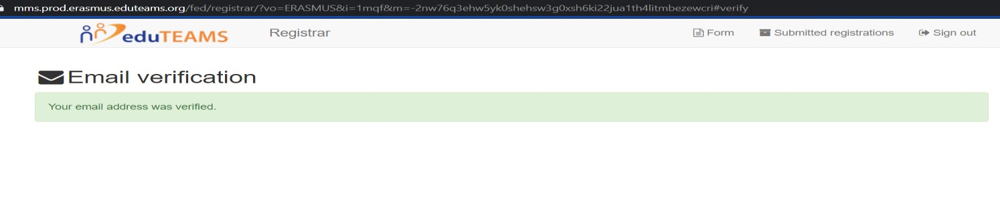 mms.prod.erasmus.eduteams.org/fed/registrar/?vo=ERASMUS&i=1mqf&m=-2nw76q3ehw5yk0shehsw3g0xsh6ki22jua1th4litmbezewcri#verify
eduTEAMS Registrar Form Submitted registrations Sign out
Email verification
Your email address was verified.